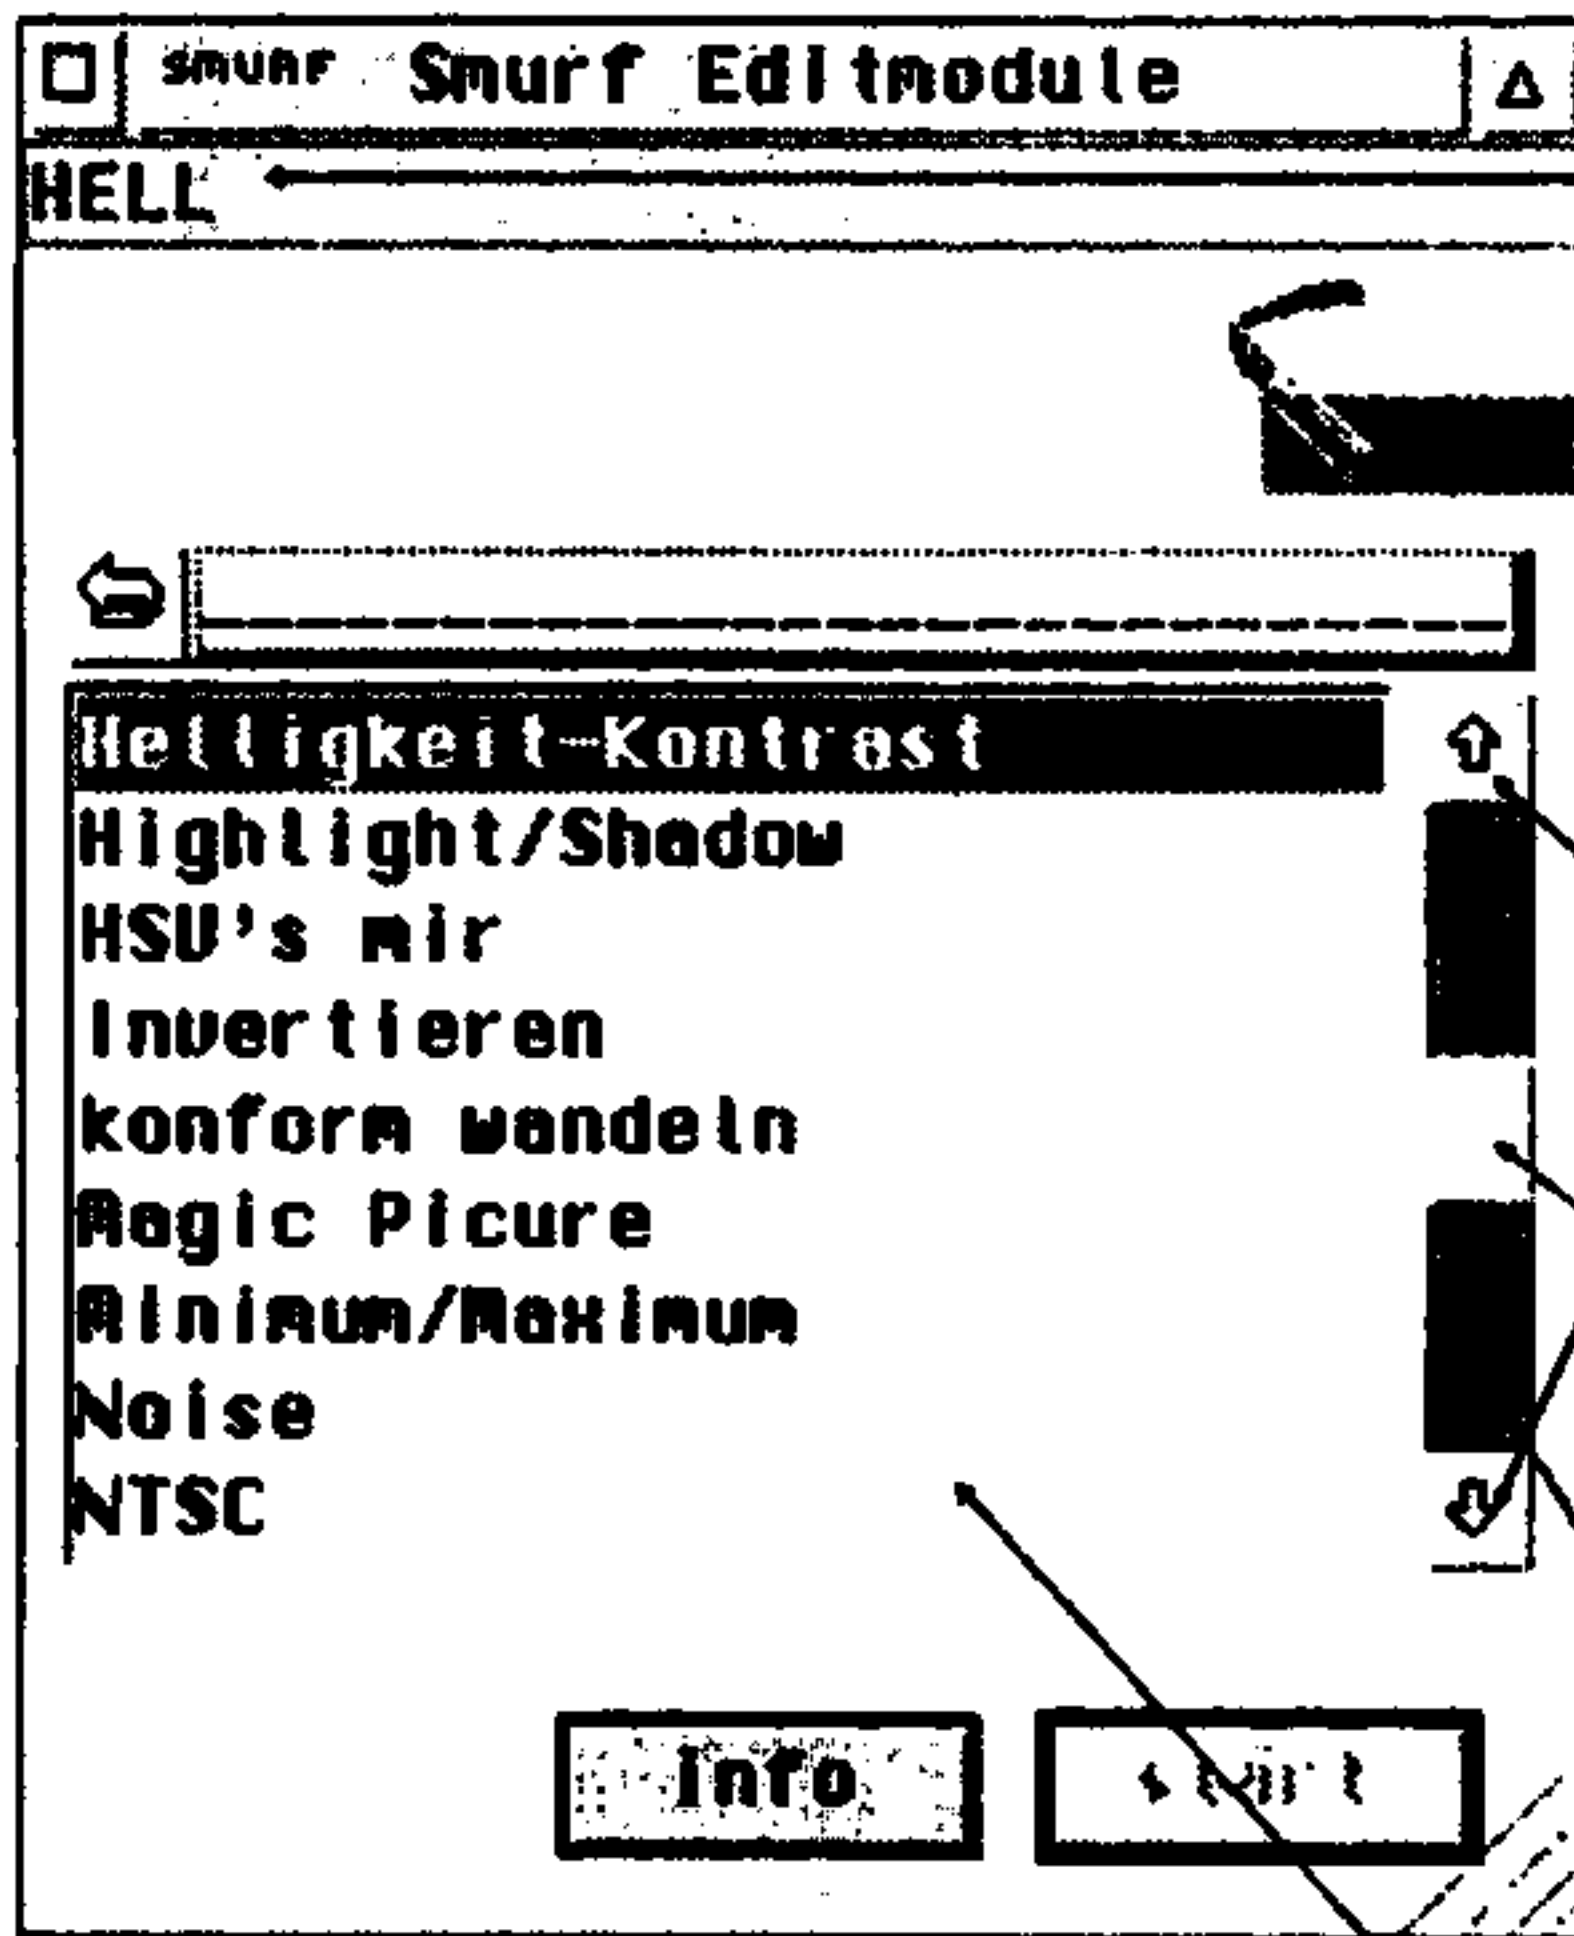 smurf Smurf Editmodule
HELL
Helligkeit-Kontrast
Highlight/Shadow
HSV's mir
Invertieren
konform wandeln
Magic Picure
Minimum/Maximum
Noise
NTSC
Info